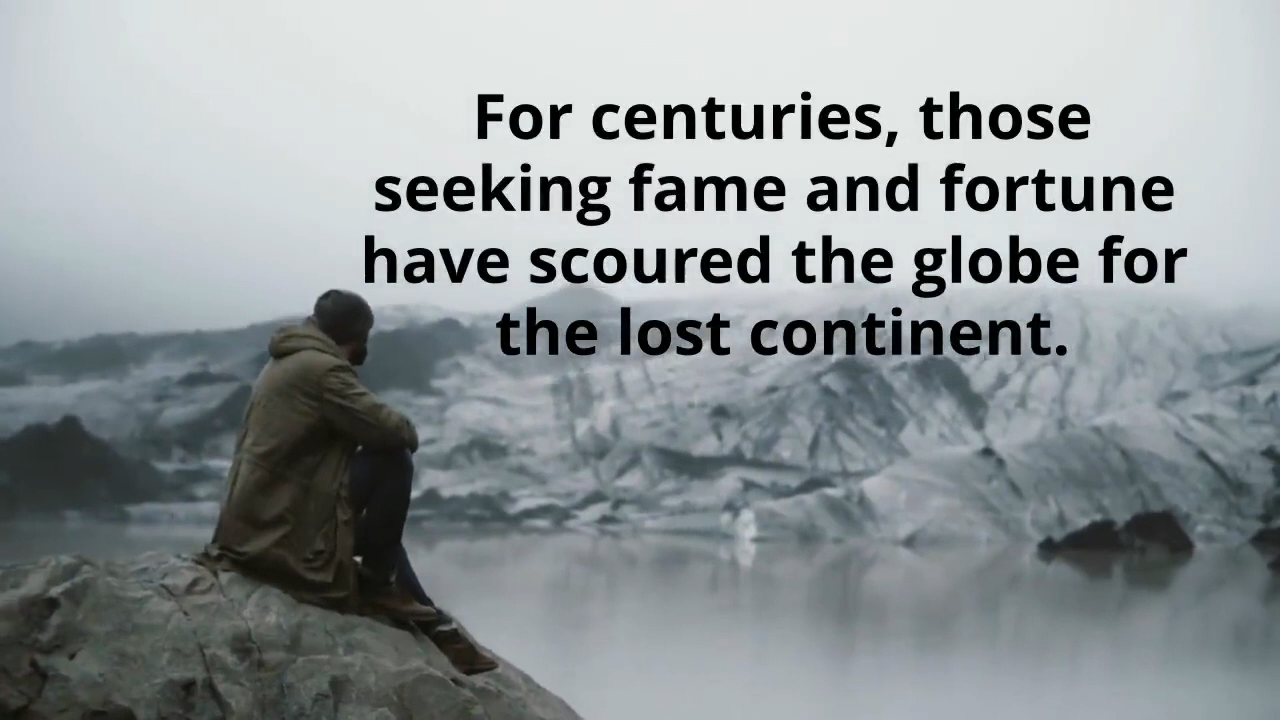 For centuries, those
seeking fame and fortune
have scoured the globe for
the lost continent.